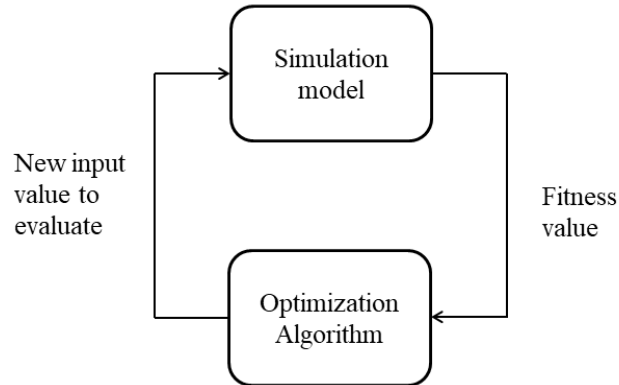 Simulation
model
New input
value to
evaluate
Fitness
value
Optimization
Algorithm